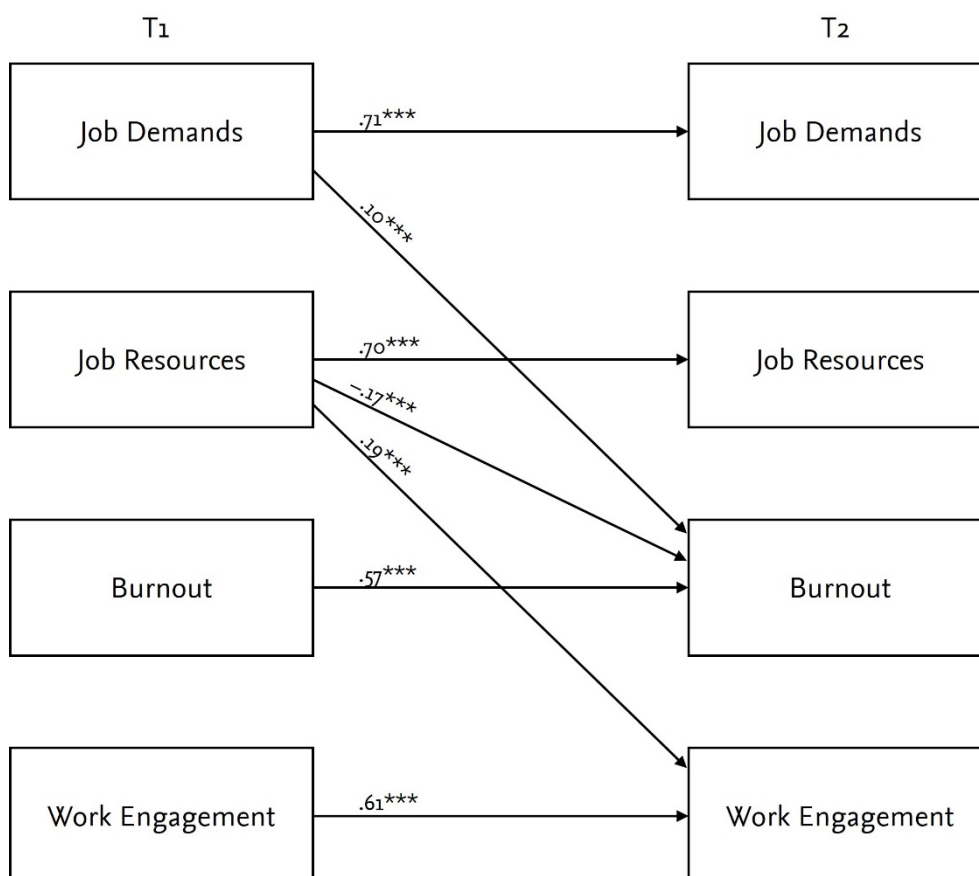 T1 T2
Job Demands .71*** Job Demands
.10***
Job Resources .70*** Job Resources
–.17***
.19***
Burnout .57*** Burnout
Work Engagement .61*** Work Engagement